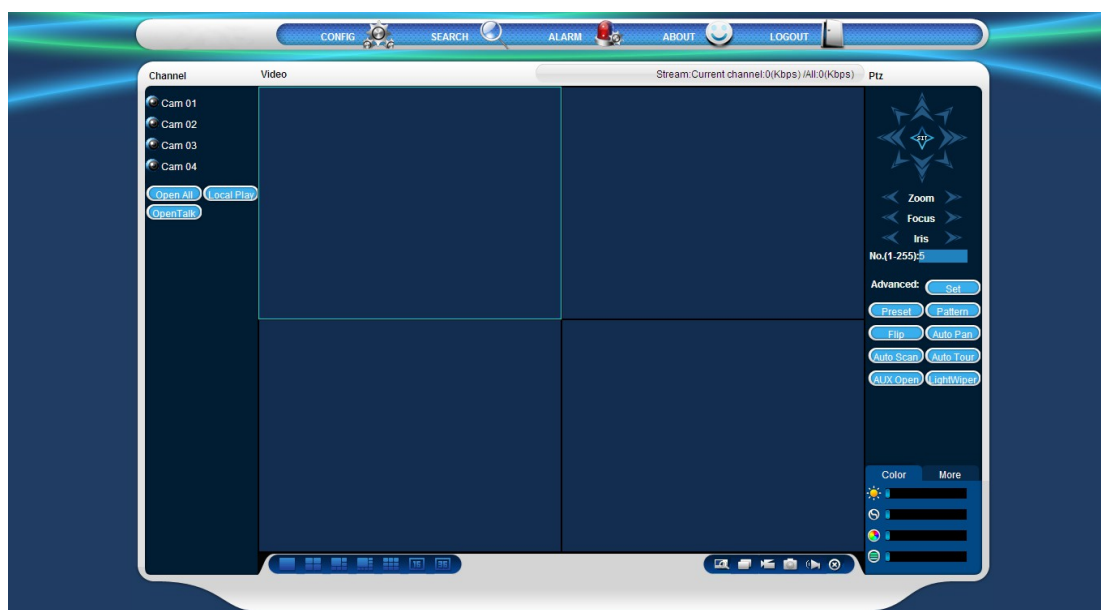 CONFIG SEARCH ALARM ABOUT LOGOUT
Channel Video Stream:Current channel:0(Kbps) /All:0(Kbps) Ptz
Cam 01
Cam 02
Cam 03
Cam 04
Open All Local Play
OpenTalk
SIT
Zoom
Focus
Iris
No.(1-255):5
Advanced: Set
Preset Pattern
Flip Auto Pan
Auto Scan Auto Tour
AUX Open LightWiper
Color More